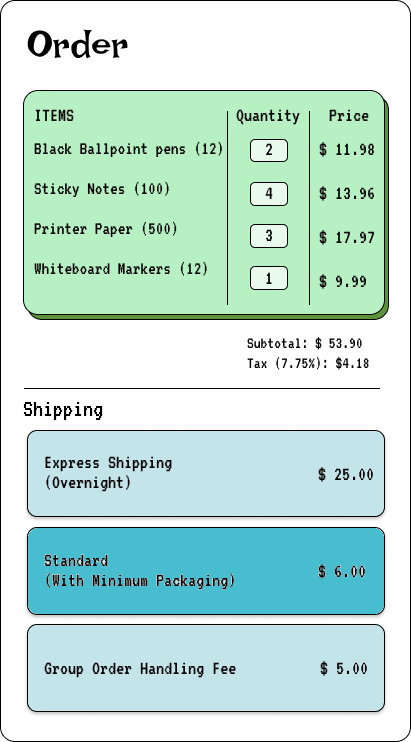 Order
ITEMS Quantity Price
Black Ballpoint pens (12) 2 $ 11.98
Sticky Notes (100) 4 $ 13.96
Printer Paper (500) 3 $ 17.97
Whiteboard Markers (12) 1 $ 9.99
Subtotal: $ 53.90
Tax (7.75%): $4.18
Shipping
Express Shipping
(Overnight) $ 25.00
Standard
(With Minimum Packaging) $ 6.00
Group Order Handling Fee $ 5.00